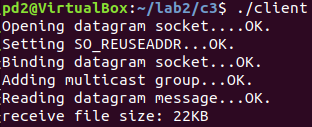 pd2@VirtualBox:~/lab2/c3$ ./client
Opening datagram socket....OK.
Setting SO_REUSEADDR...OK.
Binding datagram socket...OK.
Adding multicast group...OK.
Reading datagram message...OK.
receive file size: 22KB